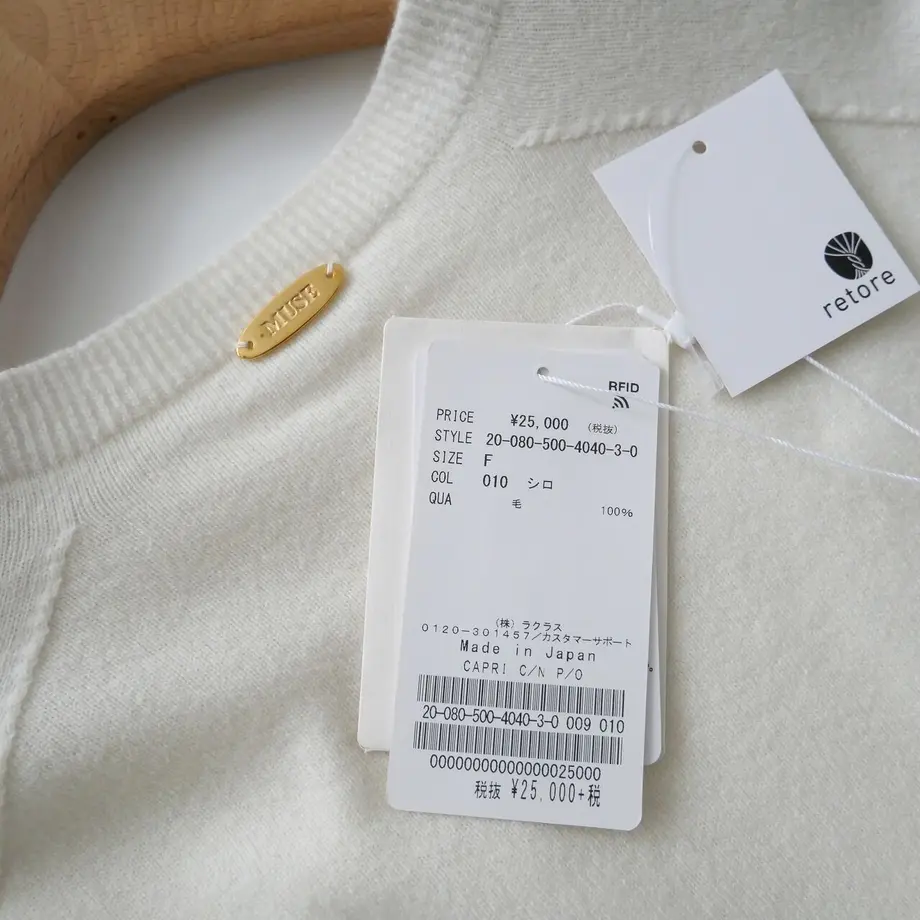 MUSE
retore
RFID
PRICE ¥25,000 (税抜)
STYLE 20-080-500-4040-3-0
SIZE F
COL 010 シロ
QUA 毛 100%
(株) ラクラス
0120-301457/カスタマーサポート
Made in Japan
CAPRI C/N P/O
20-080-500-4040-3-0 009 010
000000000000000025000
税抜 ¥25,000+税